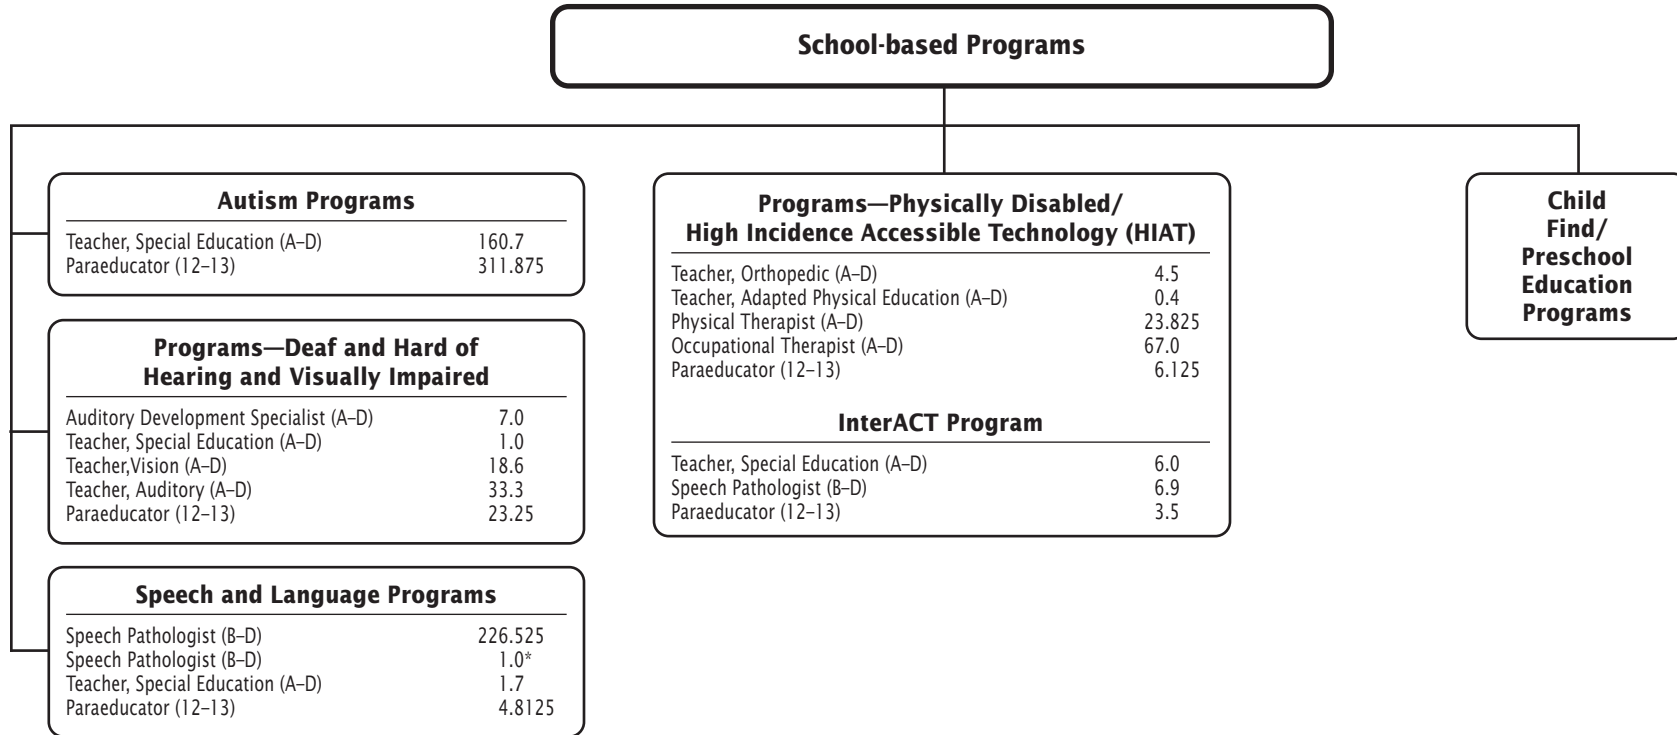 School-based Programs
Autism Programs
Teacher, Special Education (A–D) 160.7
Paraeducator (12–13) 311.875
Programs—Deaf and Hard of
Hearing and Visually Impaired
Auditory Development Specialist (A–D) 7.0
Teacher, Special Education (A–D) 1.0
Teacher,Vision (A–D) 18.6
Teacher, Auditory (A–D) 33.3
Paraeducator (12–13) 23.25
Speech and Language Programs
Speech Pathologist (B–D) 226.525
Speech Pathologist (B–D) 1.0*
Teacher, Special Education (A–D) 1.7
Paraeducator (12–13) 4.8125
Programs—Physically Disabled/
High Incidence Accessible Technology (HIAT)
Teacher, Orthopedic (A–D) 4.5
Teacher, Adapted Physical Education (A–D) 0.4
Physical Therapist (A–D) 23.825
Occupational Therapist (A–D) 67.0
Paraeducator (12–13) 6.125
InterACT Program
Teacher, Special Education (A–D) 6.0
Speech Pathologist (B–D) 6.9
Paraeducator (12–13) 3.5
Child
Find/
Preschool
Education
Programs